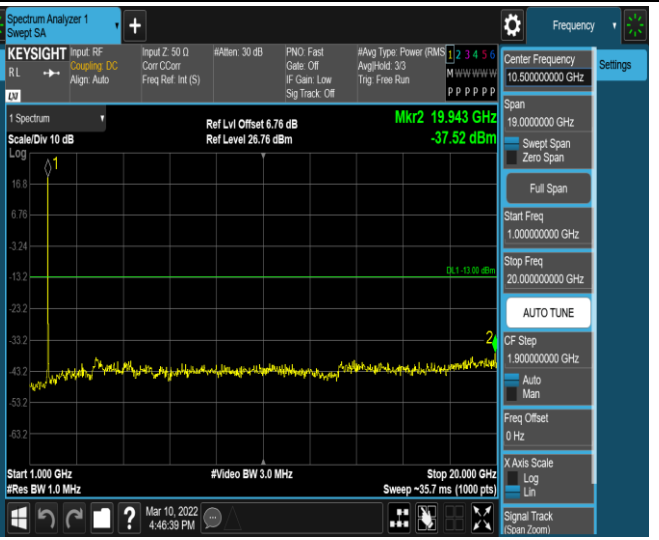 Spectrum Analyzer 1
Swept SA
+
Frequency
KEYSIGHT
RL
LXI
Input: RF
Coupling: DC
Align: Auto
Input Z: 50 Ω
Corr CCorr
Freq Ref: Int (S)
#Atten: 30 dB
PNO: Fast
Gate: Off
IF Gain: Low
Sig Track: Off
#Avg Type: Power (RMS
Avg|Hold: 3/3
Trig: Free Run
1 2 3 4 5 6
M W W W W W
P P P P P P
1 Spectrum
Scale/Div 10 dB
Log
Ref Lvl Offset 6.76 dB
Ref Level 26.76 dBm
Mkr2 19.943 GHz
-37.52 dBm
1
16.8
6.76
-3.24
-13.2
DL1 -13.00 dBm
-23.2
-33.2
2
-43.2
-53.2
-63.2
Start 1.000 GHz
#Res BW 1.0 MHz
#Video BW 3.0 MHz
Stop 20.000 GHz
Sweep ~35.7 ms (1000 pts)
?
Mar 10, 2022
4:46:39 PM
Center Frequency
10.500000000 GHz
Settings
Span
19.0000000 GHz
Swept Span
Zero Span
Full Span
Start Freq
1.000000000 GHz
Stop Freq
20.000000000 GHz
AUTO TUNE
CF Step
1.900000000 GHz
Auto
Man
Freq Offset
0 Hz
X Axis Scale
Log
Lin
Signal Track
(Span Zoom)